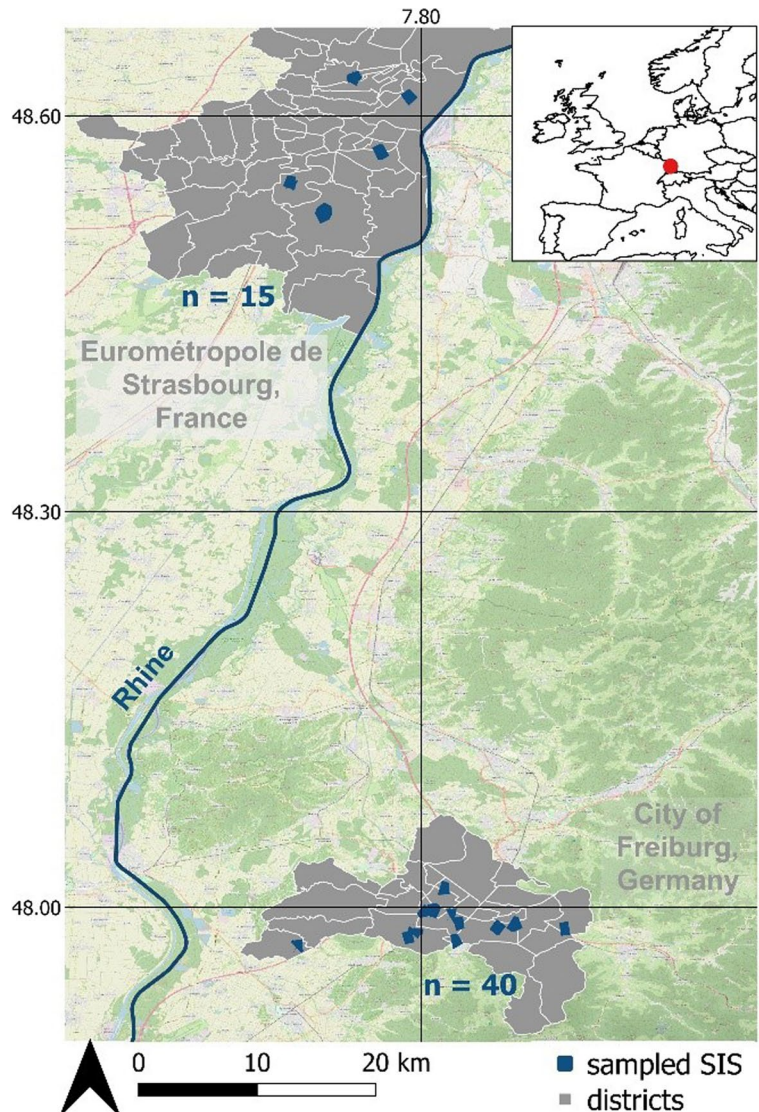 7.80
48.60
n = 15
Eurométropole de
Strasbourg,
France
48.30
Rhine
City of
Freiburg,
Germany
48.00
n = 40
0 10 20 km
sampled SIS
districts